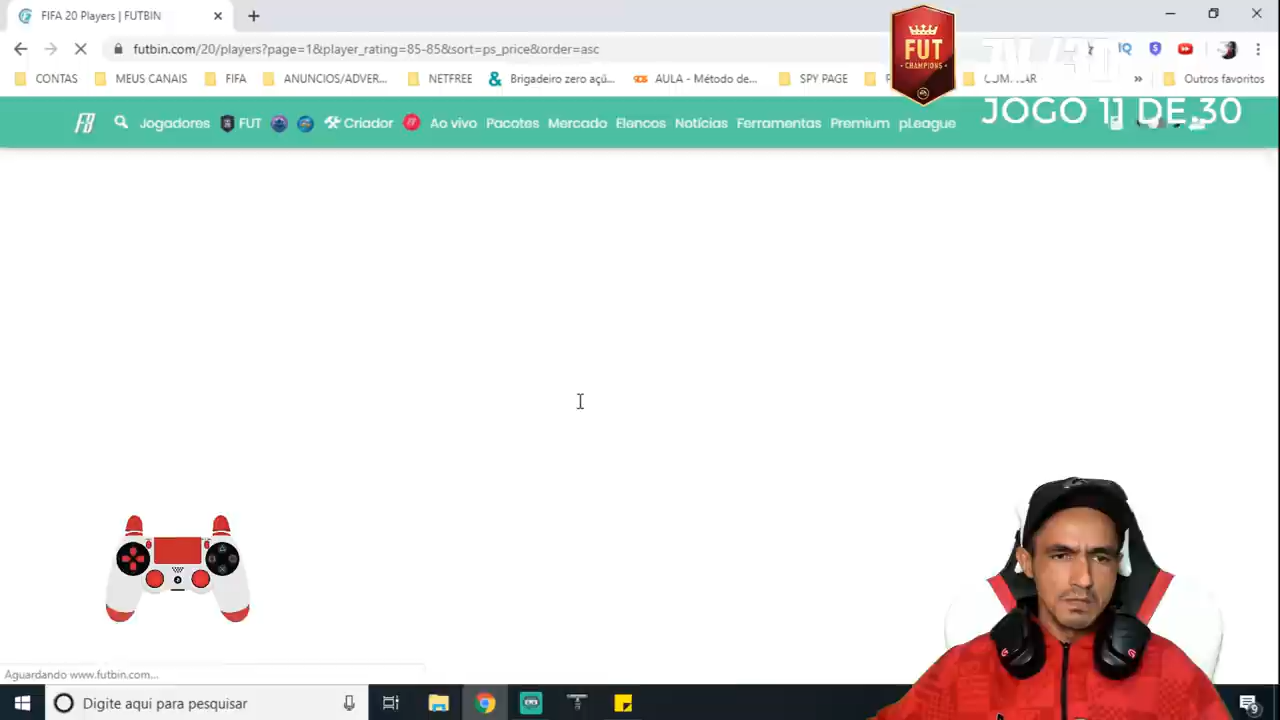 FIFA 20 Players | FUTBIN
futbin.com/20/players?page=1&player_rating=85-85&sort=ps_price&order=asc
FUT
CHAMPIONS
CONTAS
MEUS CANAIS
ANUNCIOS/ADVER...
NETFREE
Brigadeiro zero açú...
AULA - Método de...
SPY PAGE
»
Outros favoritos
FB
Jogadores
FUT
Criador
Ao vivo
Pacotes
Mercado
Elencos
Notícias
Ferramentas
Premium
pLeague
JOGO 11 DE 30
Aguardando www.futbin.com...
Digite aqui para pesquisar